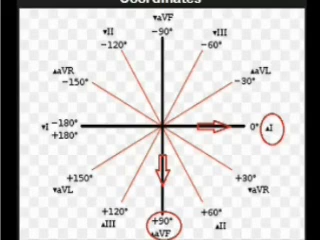 Coordinates
▼aVF
−90°
▼II
−120°
▼III
−60°
▲aVR
−150°
▲aVL
−30°
▼I −180°
+180°
0° ▲I
+150°
▼aVL
+30°
▼aVR
+120°
▲III
+90°
▲aVF
+60°
▲II